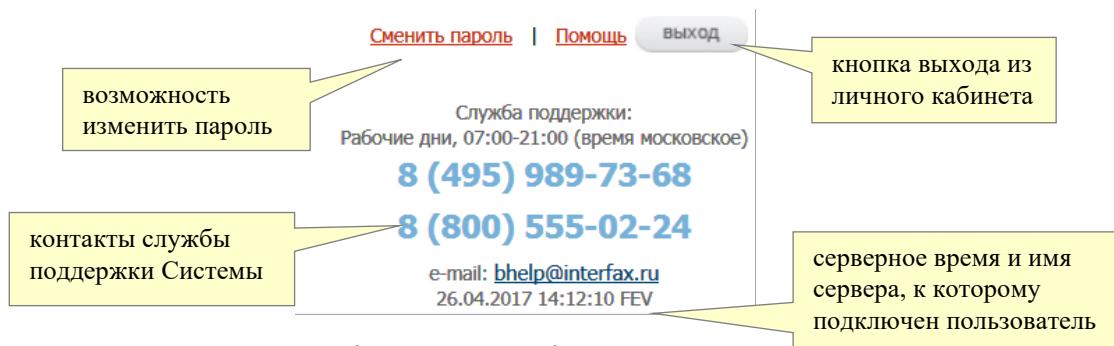 Сменить пароль | Помощь выход
кнопка выхода из
личного кабинета
возможность
изменить пароль
Служба поддержки:
Рабочие дни, 07:00-21:00 (время московское)
8 (495) 989-73-68
8 (800) 555-02-24
контакты службы
поддержки Системы
e-mail: bhelp@interfax.ru
26.04.2017 14:12:10 FEV
серверное время и имя
сервера, к которому
подключен пользователь